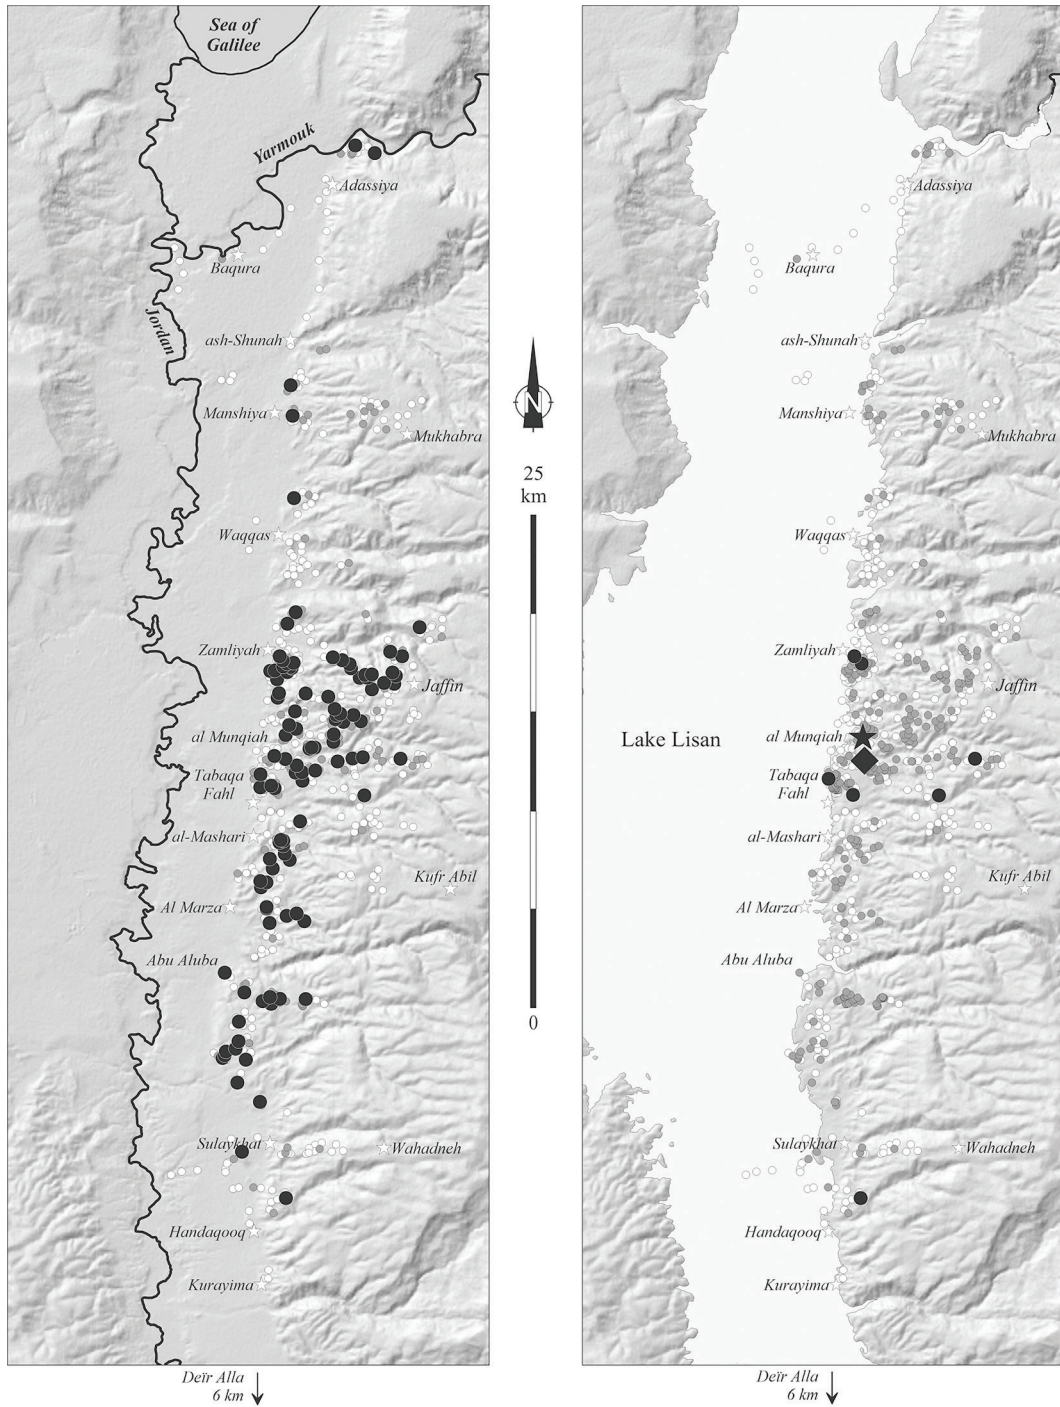 Sea of
Galilee
Yarmouk
Adassiya
Baqura
Jordan
ash-Shunah
Manshiya
Mukhabra
Waqqas
Zamliyah
Jaffin
al Munqiah
Tabaqa
Fahl
al-Mashari
Kufr Abil
Al Marza
Abu Aluba
Sulaykhat
Wahadneh
Handaqooq
Kurayima
Deïr Alla
6 km
N
25
km
0
Adassiya
Baqura
ash-Shunah
Manshiya
Mukhabra
Waqqas
Zamliyah
Jaffin
Lake Lisan
al Munqiah
Tabaqa
Fahl
al-Mashari
Kufr Abil
Al Marza
Abu Aluba
Sulaykhat
Wahadneh
Handaqooq
Kurayima
Deïr Alla
6 km